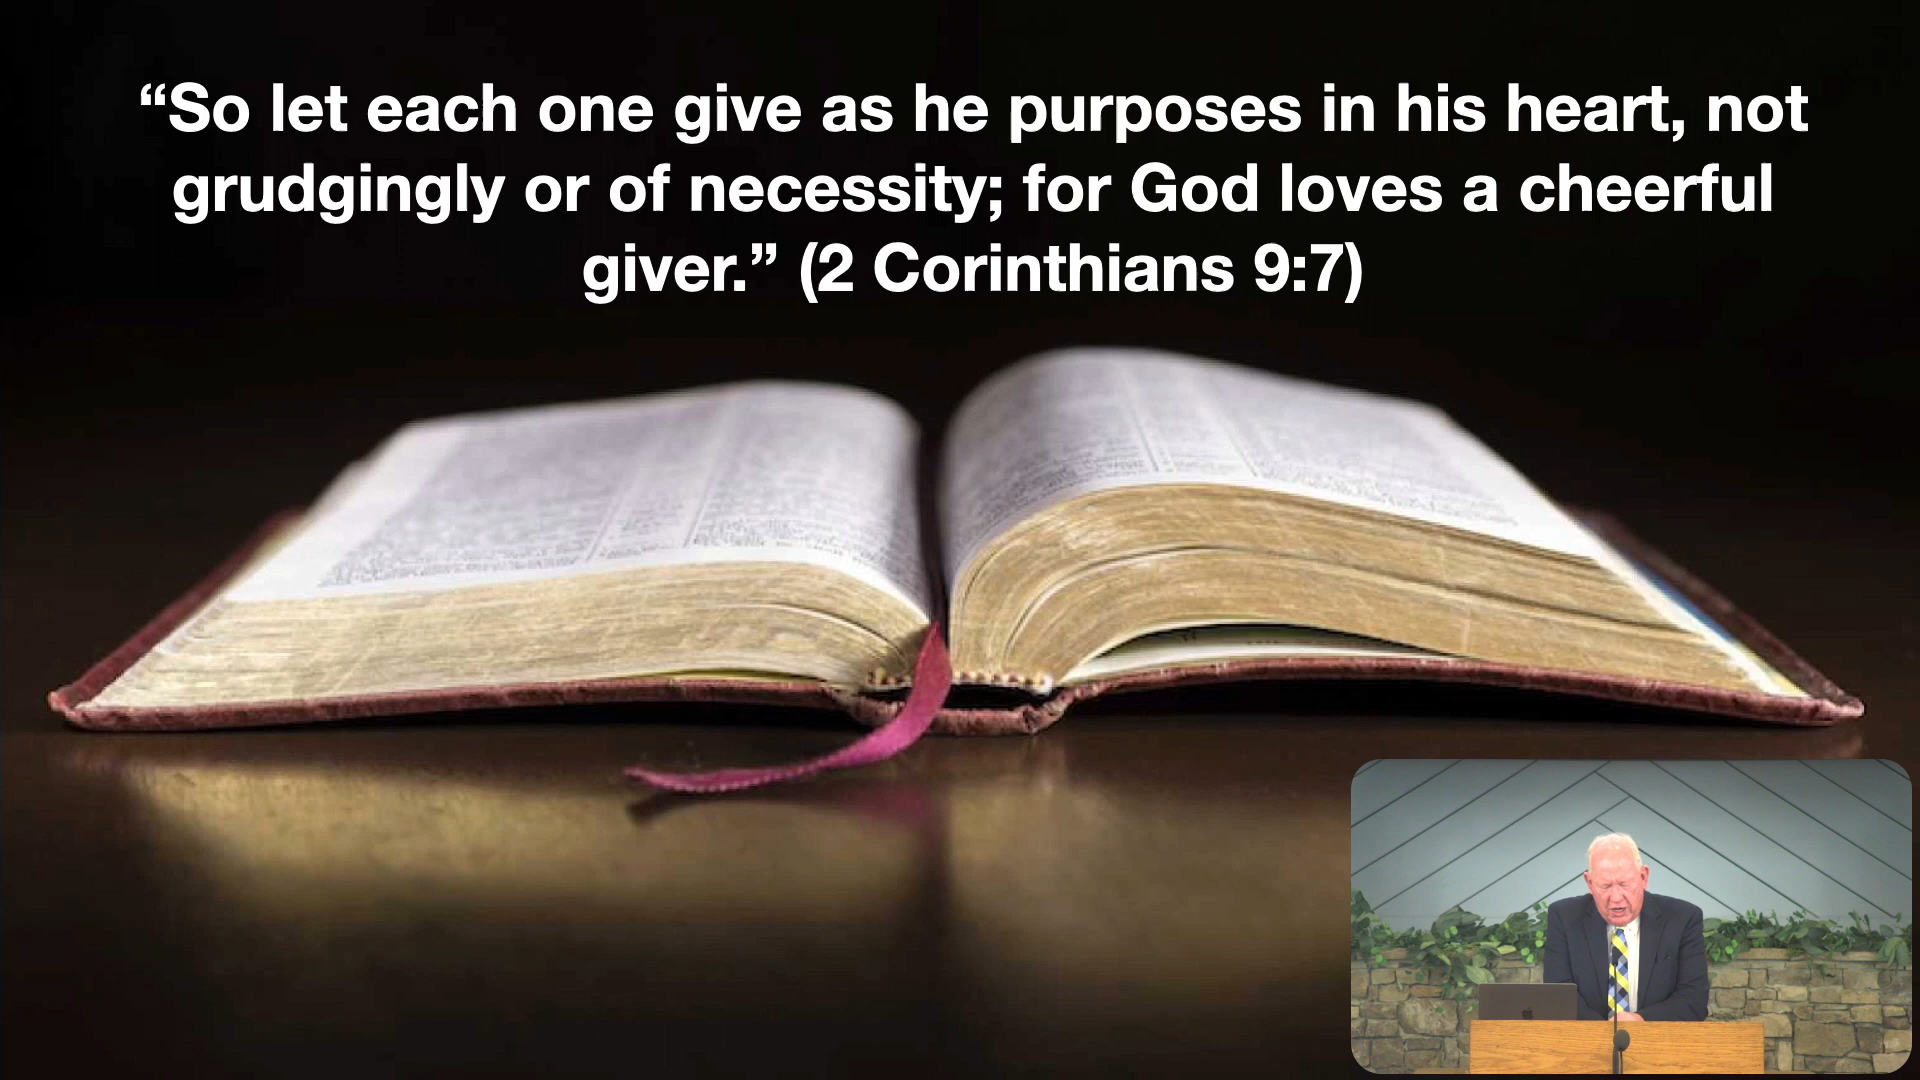 “So let each one give as he purposes in his heart, not
grudgingly or of necessity; for God loves a cheerful
giver.” (2 Corinthians 9:7)